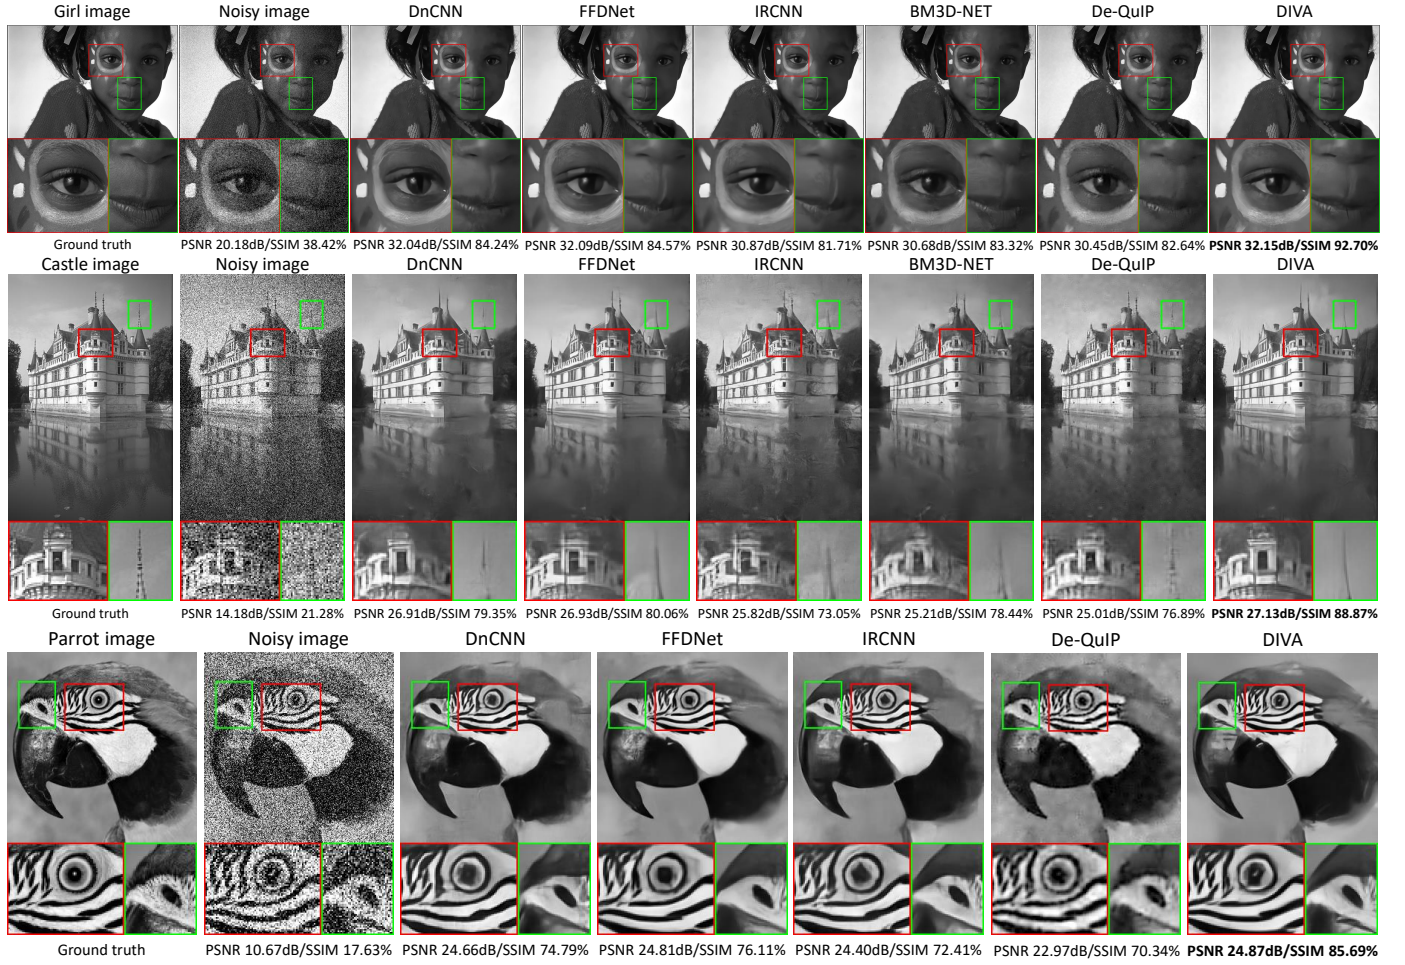 Girl image Noisy image DnCNN FFDNet IRCNN BM3D-NET De-QuIP DIVA
Ground truth PSNR 20.18dB/SSIM 38.42% PSNR 32.04dB/SSIM 84.24% PSNR 32.09dB/SSIM 84.57% PSNR 30.87dB/SSIM 81.71% PSNR 30.68dB/SSIM 83.32% PSNR 30.45dB/SSIM 82.64% PSNR 32.15dB/SSIM 92.70%
Castle image Noisy image DnCNN FFDNet IRCNN BM3D-NET De-QuIP DIVA
Ground truth PSNR 14.18dB/SSIM 21.28% PSNR 26.91dB/SSIM 79.35% PSNR 26.93dB/SSIM 80.06% PSNR 25.82dB/SSIM 73.05% PSNR 25.21dB/SSIM 78.44% PSNR 25.01dB/SSIM 76.89% PSNR 27.13dB/SSIM 88.87%
Parrot image Noisy image DnCNN FFDNet IRCNN De-QuIP DIVA
Ground truth PSNR 10.67dB/SSIM 17.63% PSNR 24.66dB/SSIM 74.79% PSNR 24.81dB/SSIM 76.11% PSNR 24.40dB/SSIM 72.41% PSNR 22.97dB/SSIM 70.34% PSNR 24.87dB/SSIM 85.69%